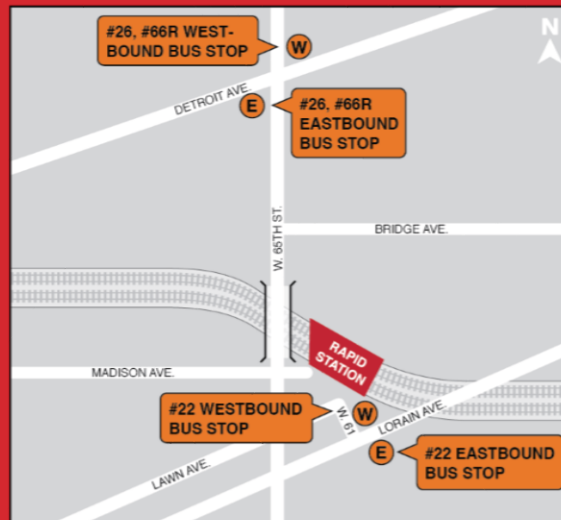 #26, #66R WEST-
BOUND BUS STOP
W
N
DETROIT AVE.
E
#26, #66R
EASTBOUND
BUS STOP
W. 65TH ST.
BRIDGE AVE.
RAPID
STATION
MADISON AVE.
#22 WESTBOUND
BUS STOP
W
W. 61
LORAIN AVE.
E
#22 EASTBOUND
BUS STOP
LAWN AVE.